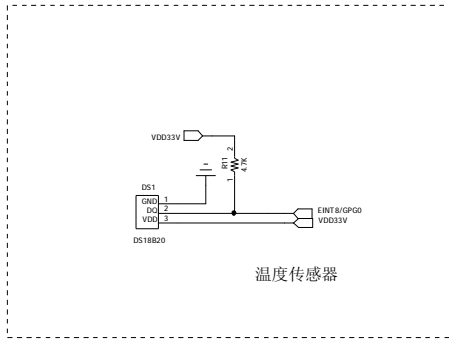 VDD33V
2
R11
4.7K
1
DS1
GND 1
DQ 2
VDD 3
DS18B20
EINT8/GPG0
VDD33V
温度传感器